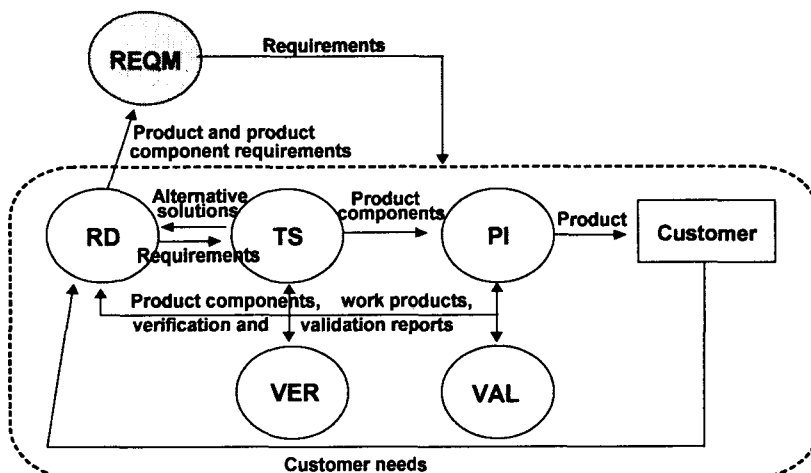 REQM
Requirements
Product and product
component requirements
Alternative
solutions
Product
components
RD
TS
PI
Product
Customer
Requirements
Product components, work products,
verification and validation reports
VER
VAL
Customer needs